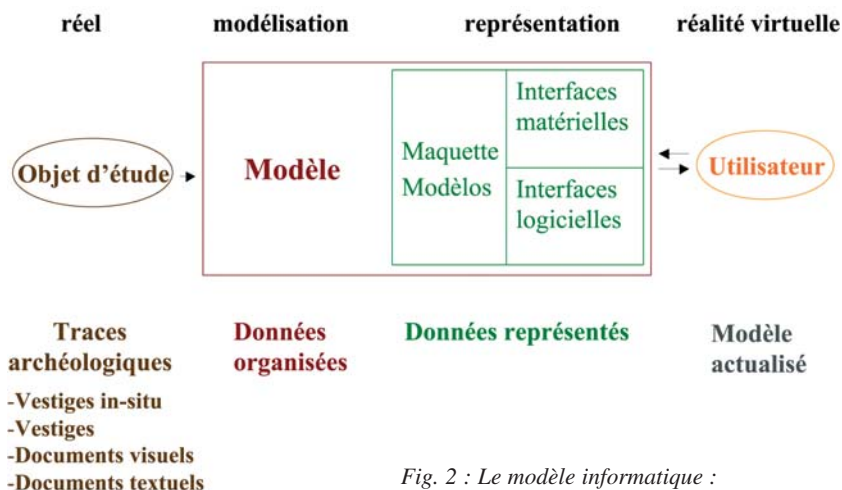 réel modélisation représentation réalité virtuelle
Objet d'étude
Modèle
Maquette
Modèlos
Interfaces
matérielles
Interfaces
logicielles
Utilisateur
Traces
archéologiques
-Vestiges in-situ
-Vestiges
-Documents visuels
-Documents textuels
Données
organisées
Données représentés
Modèle
actualisé
Fig. 2 : Le modèle informatique :